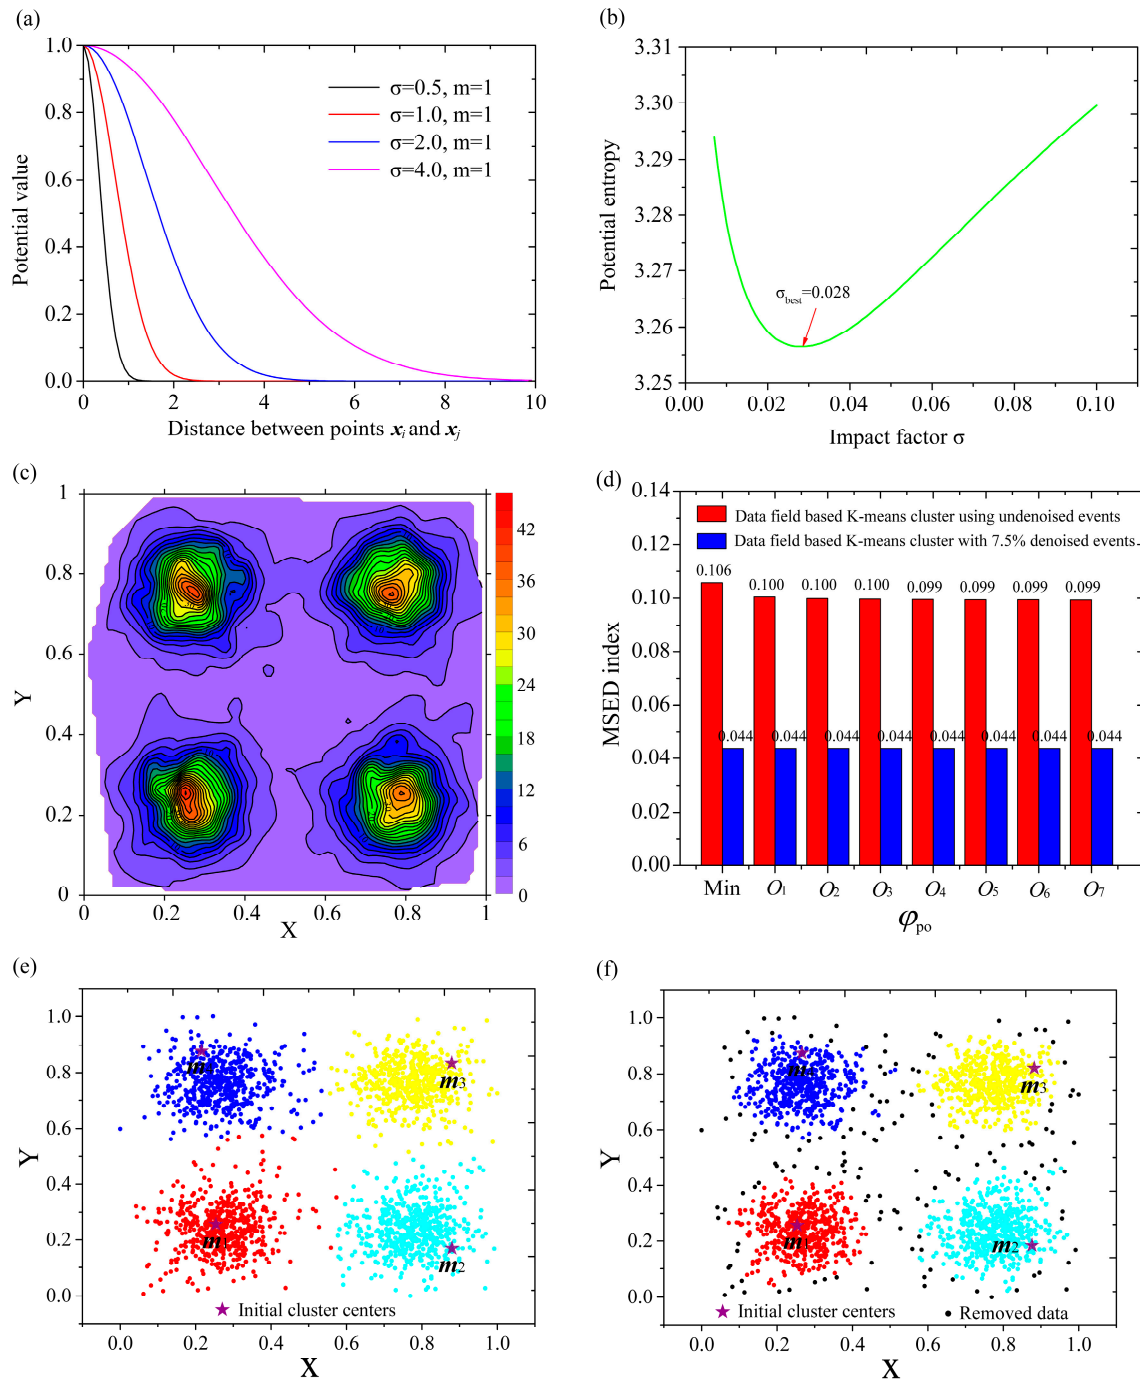 (a)
1.0
0.8
0.6
0.4
0.2
0.0
Potential value
σ=0.5, m=1
σ=1.0, m=1
σ=2.0, m=1
σ=4.0, m=1
0 2 4 6 8 10
Distance between points xi and xj
(b)
3.31
3.30
3.29
3.28
3.27
3.26
3.25
Potential entropy
σbest=0.028
0.00 0.02 0.04 0.06 0.08 0.10
Impact factor σ
(c)
1
0.8
0.6
0.4
0.2
0
Y
0 0.2 0.4 0.6 0.8 1
X
42
36
30
24
18
12
6
0
(d)
0.14
0.12
0.10
0.08
0.06
0.04
0.02
0.00
MSED index
Data field based K-means cluster using undenoised events
Data field based K-means cluster with 7.5% denoised events
0.106 0.100 0.100 0.100 0.099 0.099 0.099 0.099
0.044 0.044 0.044 0.044 0.044 0.044 0.044 0.044
Min O1 O2 O3 O4 O5 O6 O7
φpo
(e)
1.0
0.8
0.6
0.4
0.2
0.0
Y
m3
m1
m2
Initial cluster centers
0.0 0.2 0.4 0.6 0.8 1.0
X
(f)
1.0
0.8
0.6
0.4
0.2
0.0
Y
m
m3
m1
m2
Initial cluster centers
Removed data
0.0 0.2 0.4 0.6 0.8 1.0
X